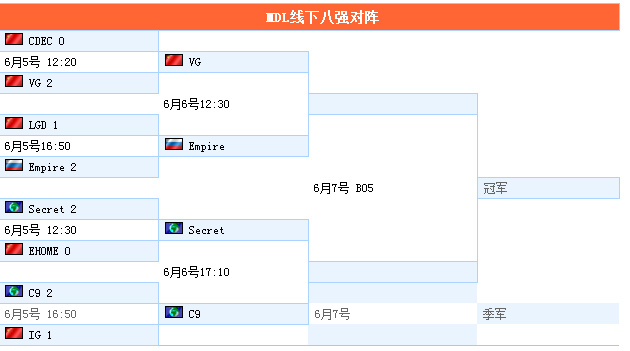 MDL线下八强对阵
CDEC 0
6月5号 12:20
VG
VG 2
6月6号12:30
LGD 1
6月5号16:50
Empire
Empire 2
6月7号 BO5
冠军
Secret 2
6月5号 12:30
Secret
EHOME 0
6月6号17:10
C9 2
6月5号 16:50
C9
6月7号
季军
IG 1